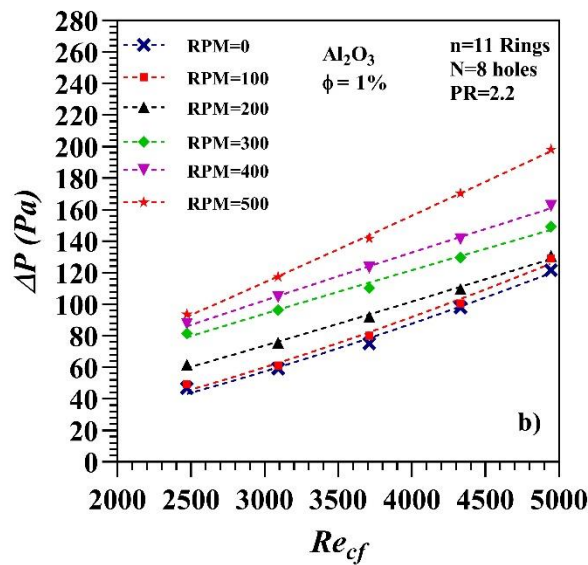 280
260
240
220
200
180
160
140
120
100
80
60
40
20
0
ΔP (Pa)
RPM=0
RPM=100
RPM=200
RPM=300
RPM=400
RPM=500
Al₂O₃
ϕ = 1%
n=11 Rings
N=8 holes
PR=2.2
b)
2000 2500 3000 3500 4000 4500 5000
Re_cf